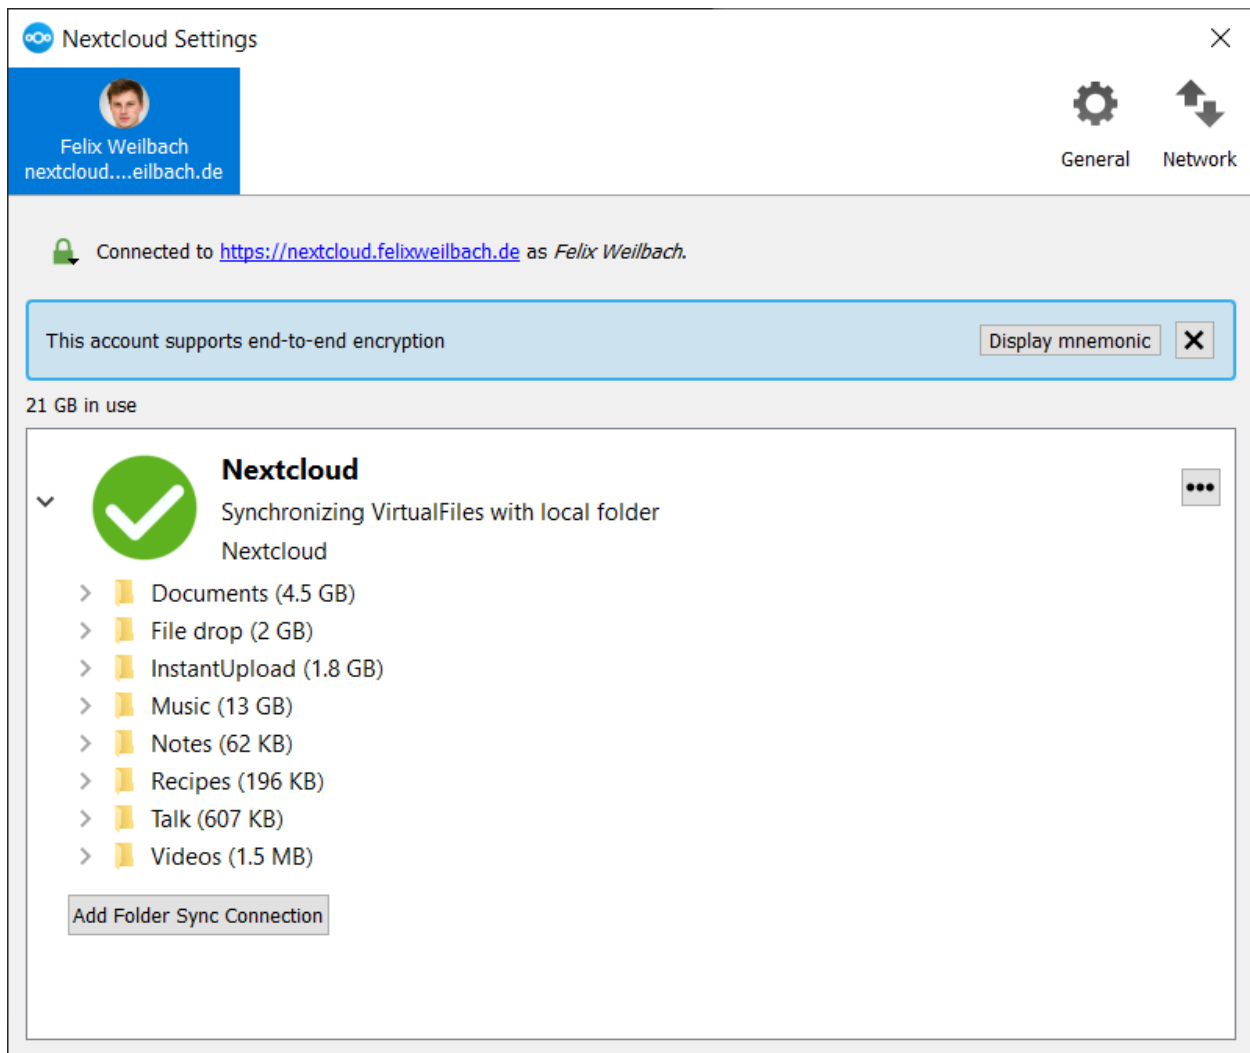 Nextcloud Settings
Felix Weilbach
nextcloud....eilbach.de
General
Network
Connected to https://nextcloud.felixweilbach.de as Felix Weilbach.
This account supports end-to-end encryption
Display mnemonic
21 GB in use
Nextcloud
Synchronizing VirtualFiles with local folder
Nextcloud
Documents (4.5 GB)
File drop (2 GB)
InstantUpload (1.8 GB)
Music (13 GB)
Notes (62 KB)
Recipes (196 KB)
Talk (607 KB)
Videos (1.5 MB)
Add Folder Sync Connection